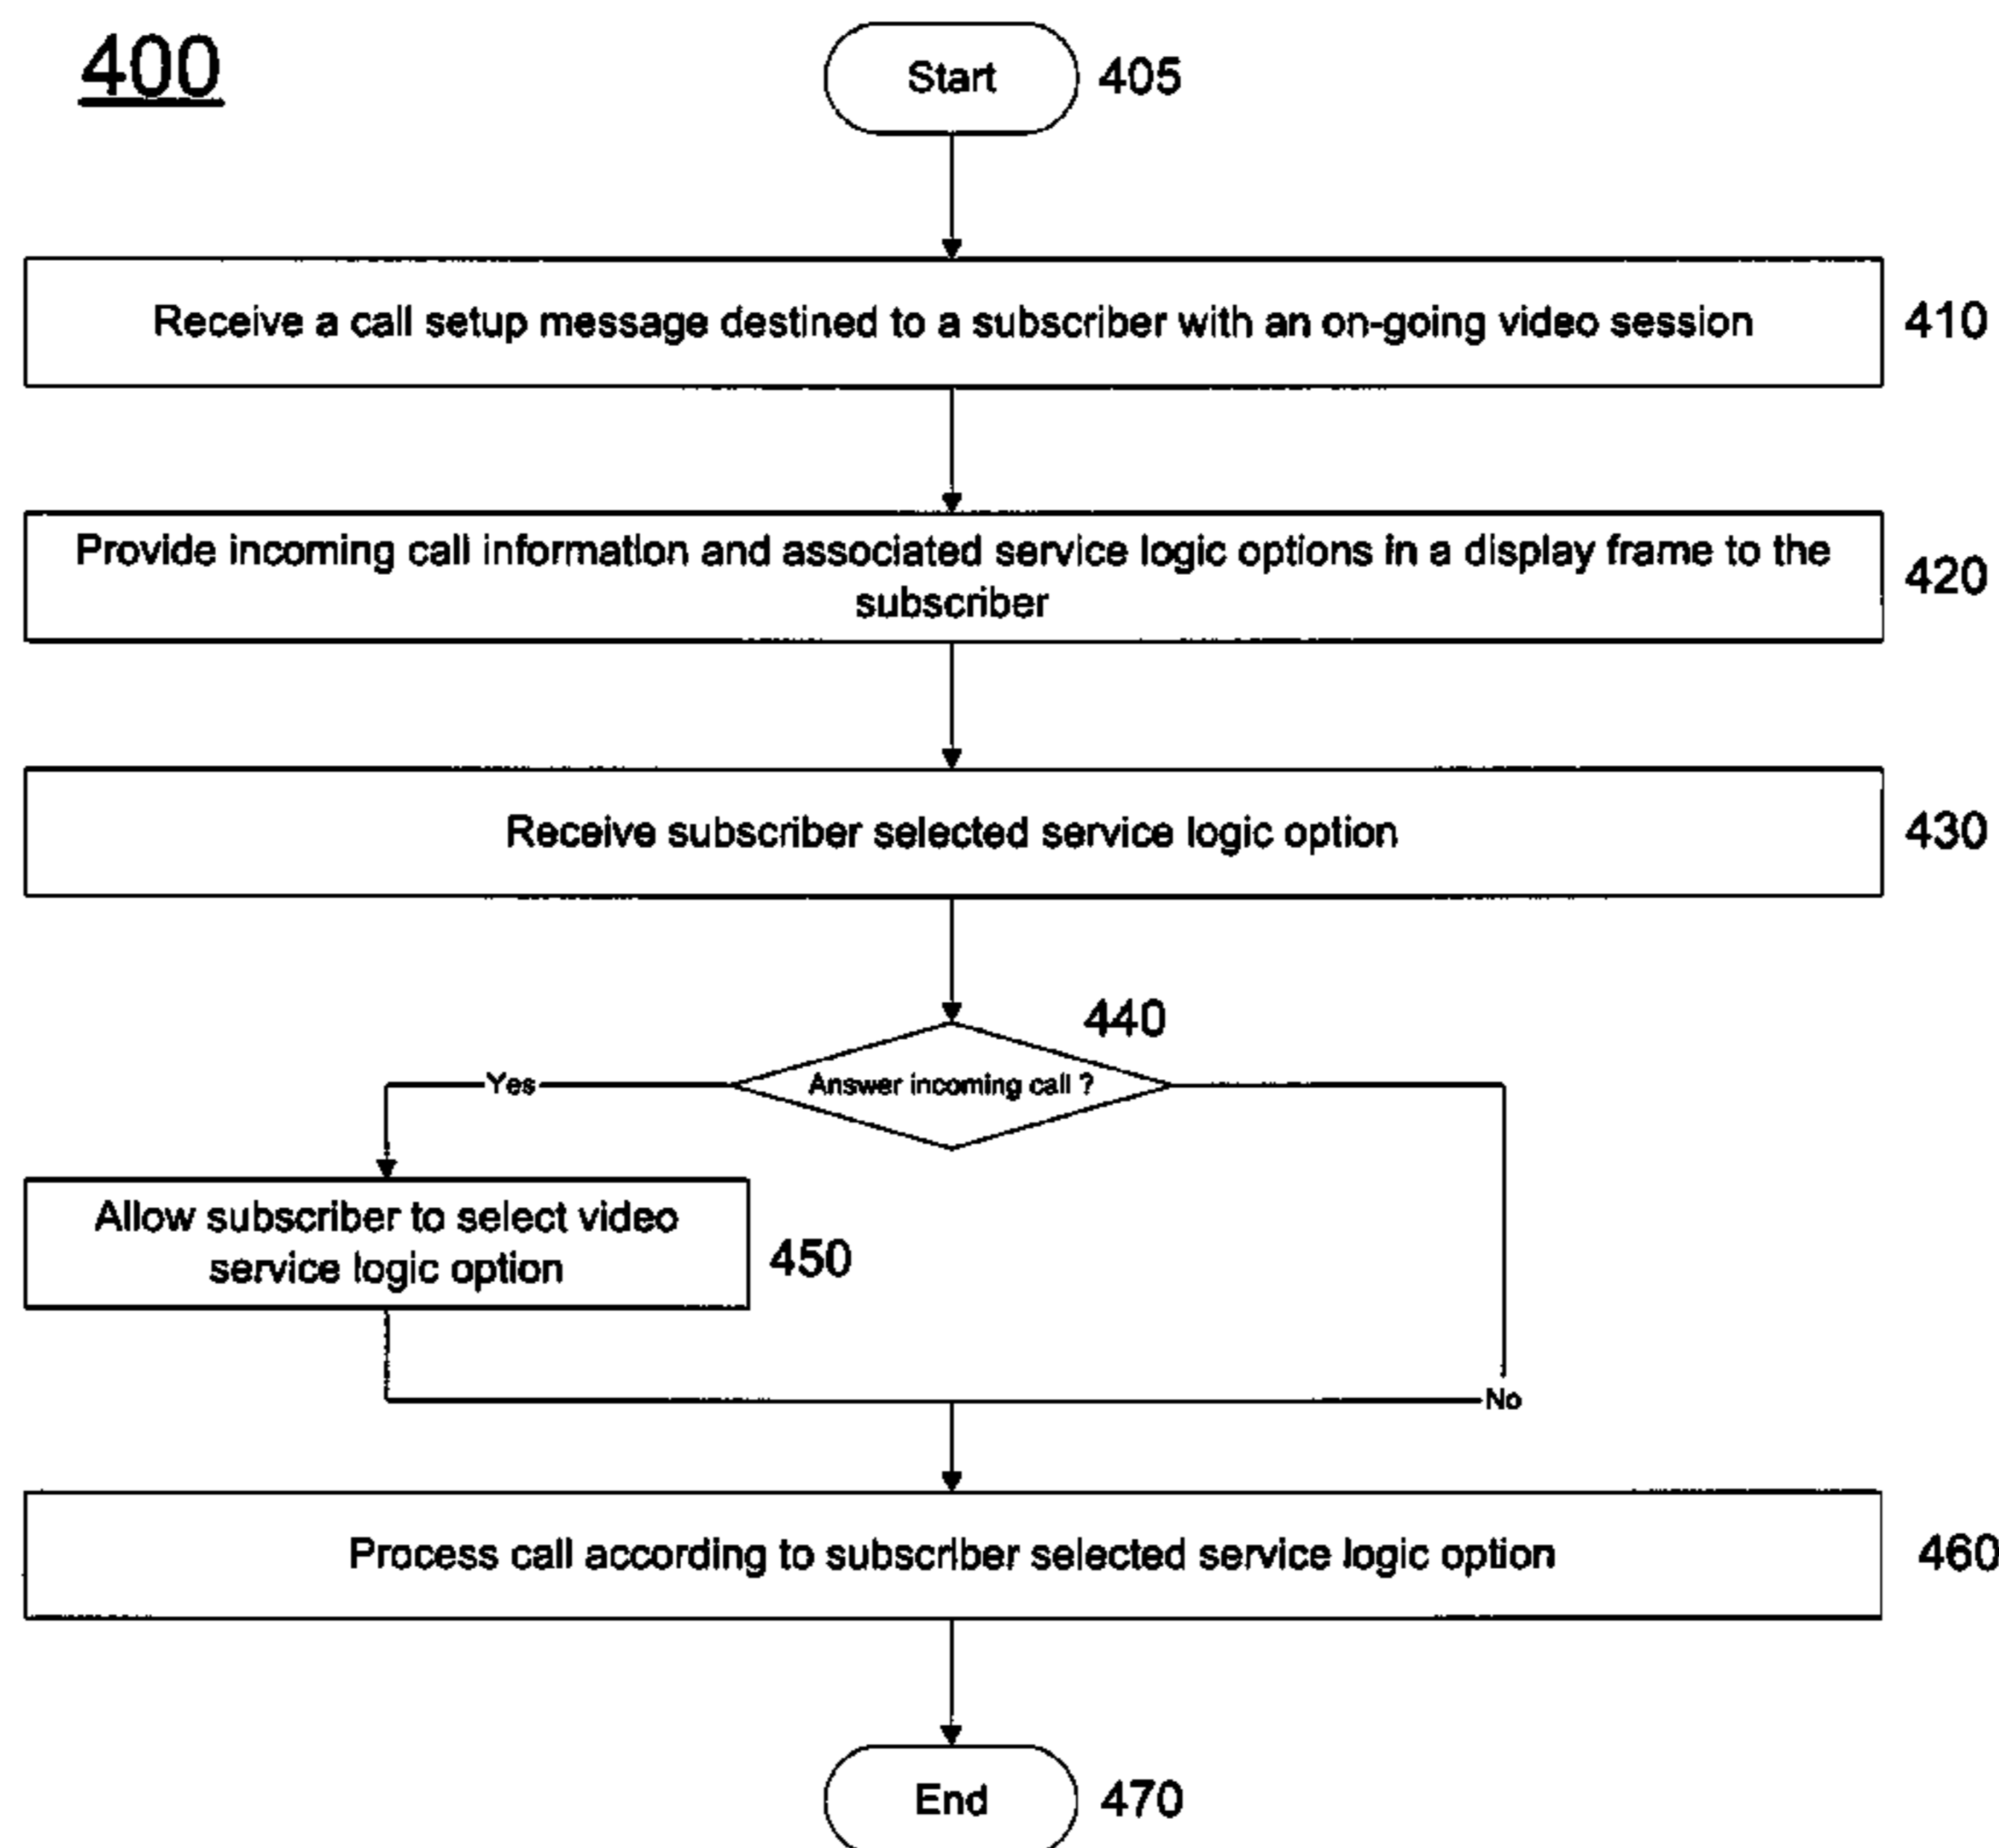 400
Start 405
Receive a call setup message destined to a subscriber with an on-going video session 410
Provide incoming call information and associated service logic options in a display frame to the
subscriber
420
Receive subscriber selected service logic option 430
440
Answer incoming call ?
Yes
Allow subscriber to select video
service logic option
450
No
Process call according to subscriber selected service logic option 460
End 470